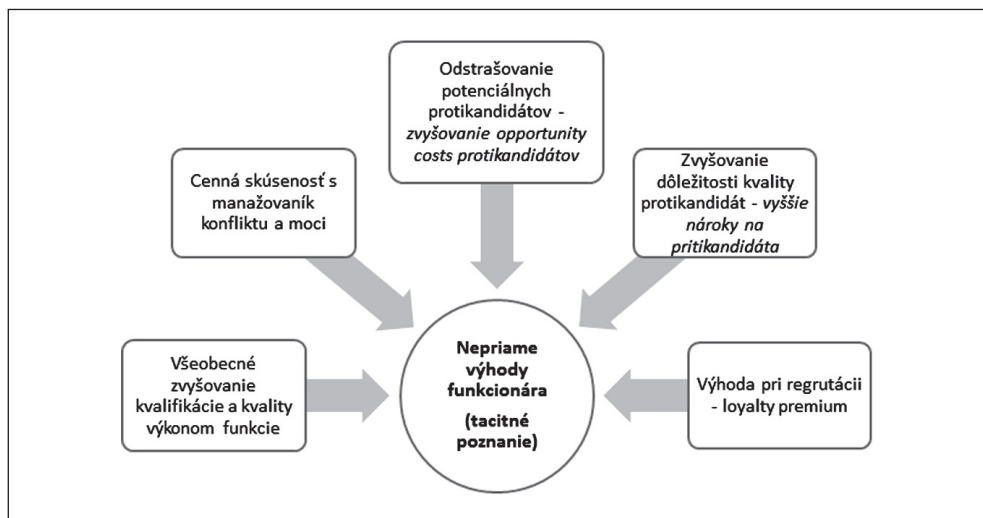 Odstrašovanie
potenciálnych
protikandidátov -
zvyšovanie opportunity
costs protikandidátov
Cenná skúsenosť s
manažovaník
konfliktu a moci
Zvyšovanie
dôležitosti kvality
protikandidát - vyššie
nároky na
pritikandidáta
Všeobecné
zvyšovanie
kvalifikácie a kvality
výkonom funkcie
Nepriame
výhody
funkcionára
(tacitné
poznanie)
Výhoda pri regrutácii
- loyalty premium